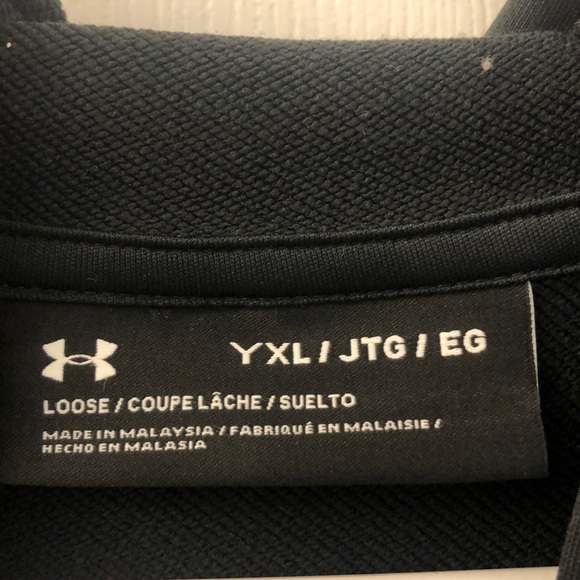 YXL / JTG / EG
LOOSE / COUPE LÂCHE / SUELTO
MADE IN MALAYSIA / FABRIQUÉ EN MALAISIE /
HECHO EN MALASIA